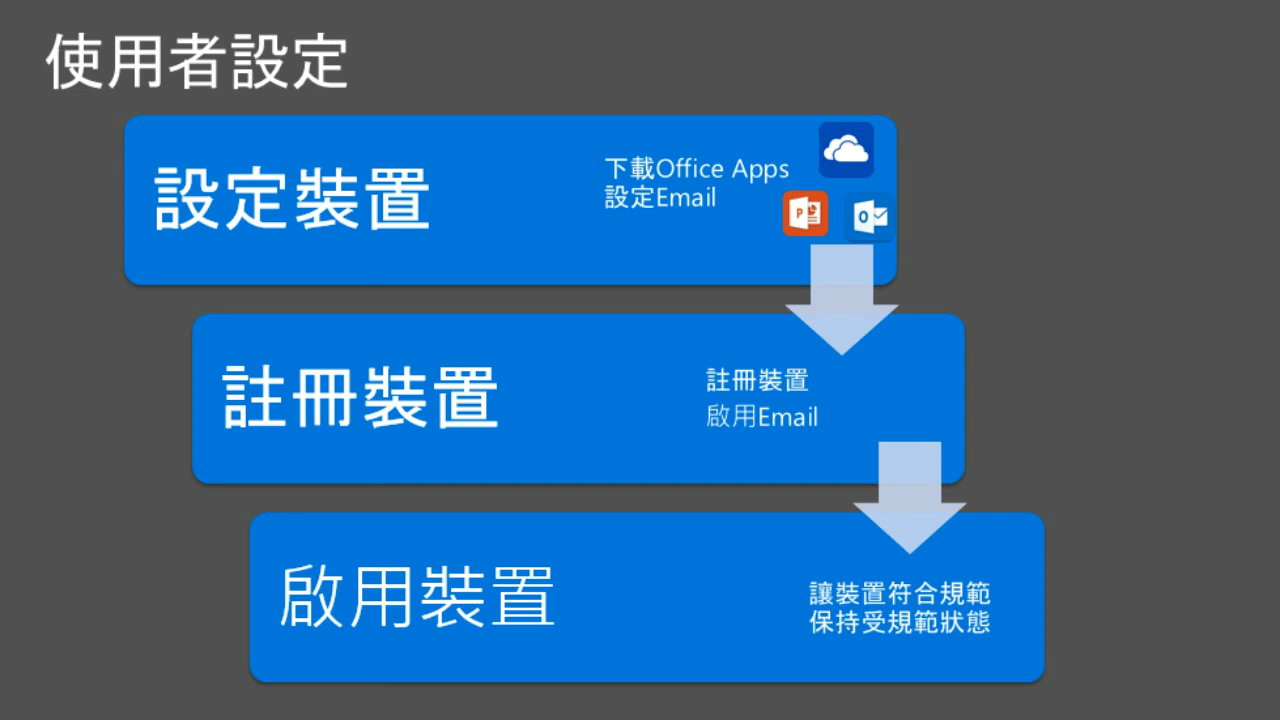 使用者設定
設定裝置
下載Office Apps
設定Email
P
O
註冊裝置
註冊裝置
啟用Email
啟用裝置
讓裝置符合規範
保持受規範狀態